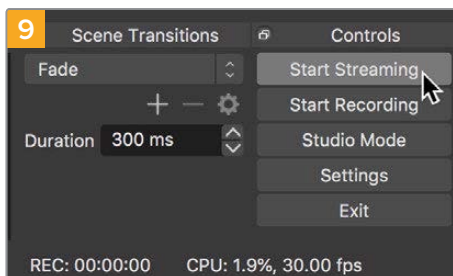 9
Scene Transitions
Controls
Fade
Start Streaming
Start Recording
Duration 300 ms
Studio Mode
Settings
Exit
REC: 00:00:00 CPU: 1.9%, 30.00 fps